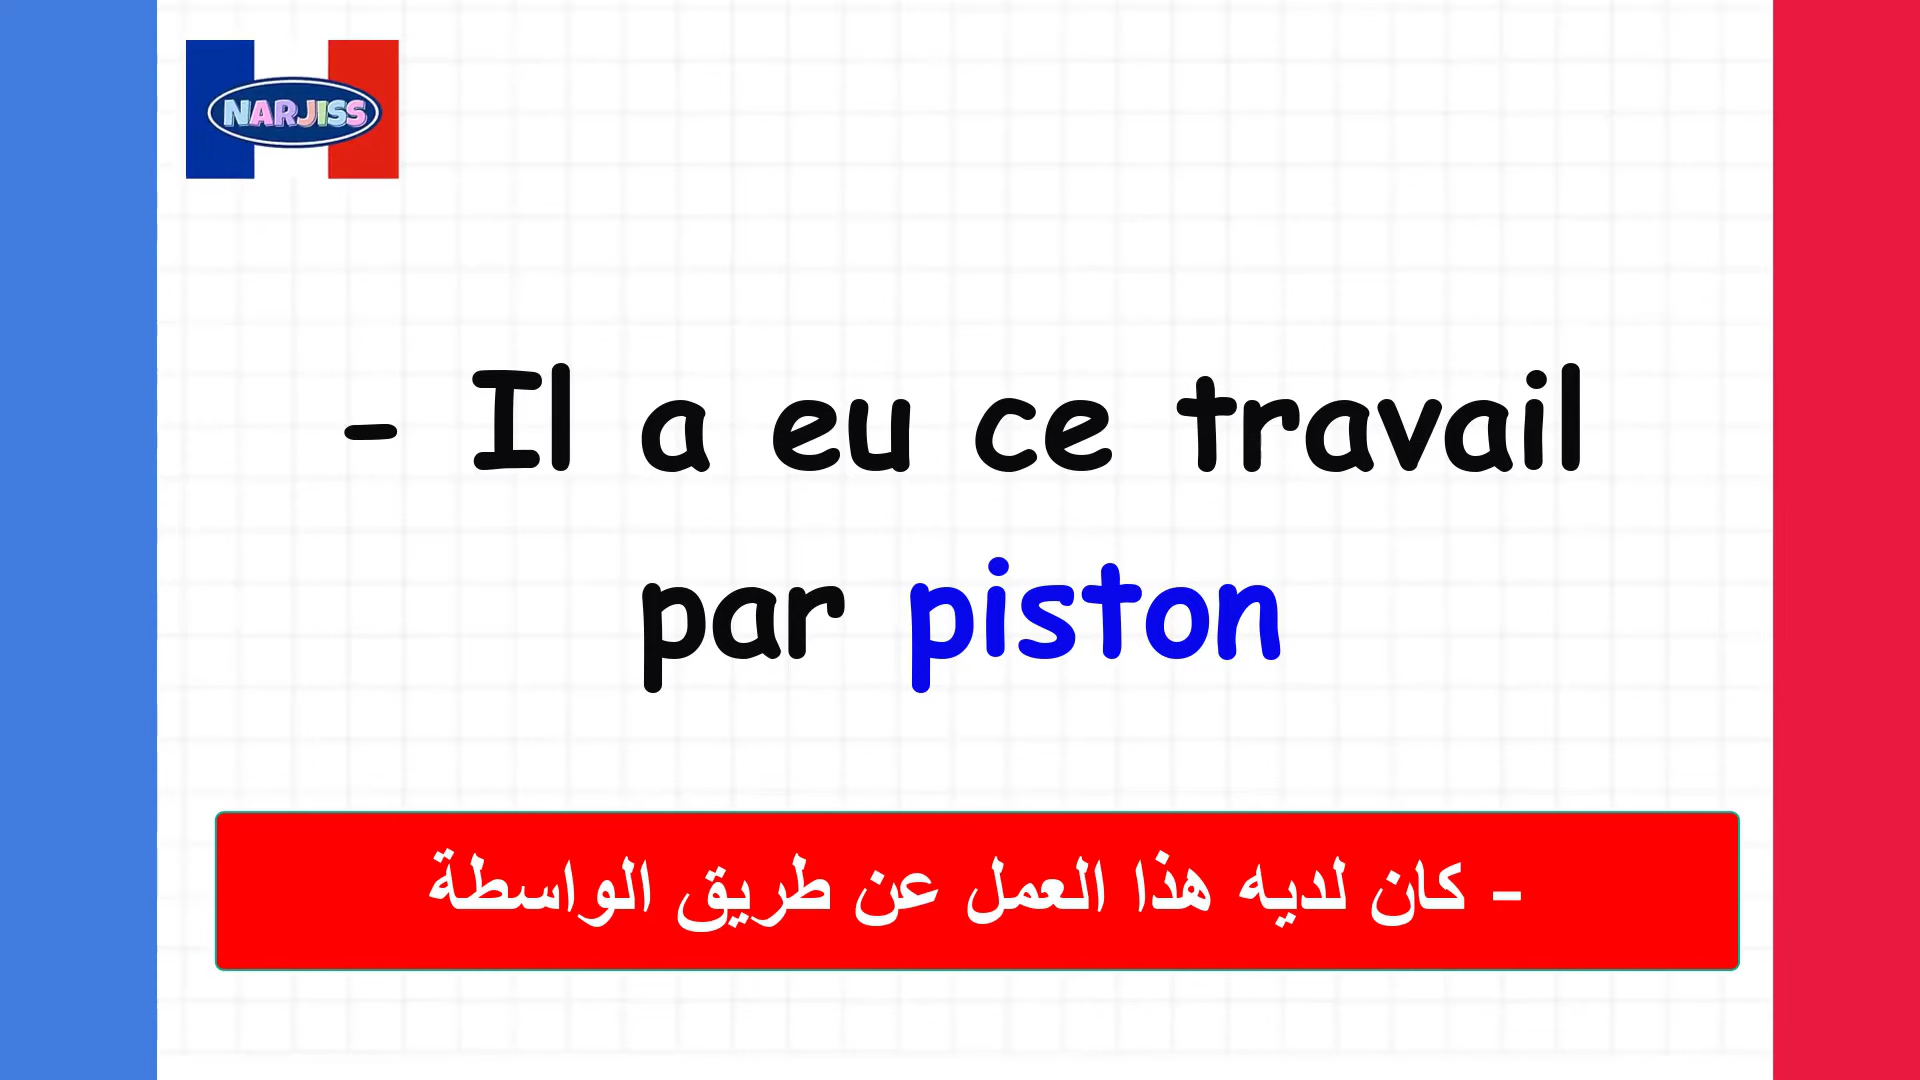 NARJISS
- Il a eu ce travail
par piston
- كان لديه هذا العمل عن طريق الواسطة